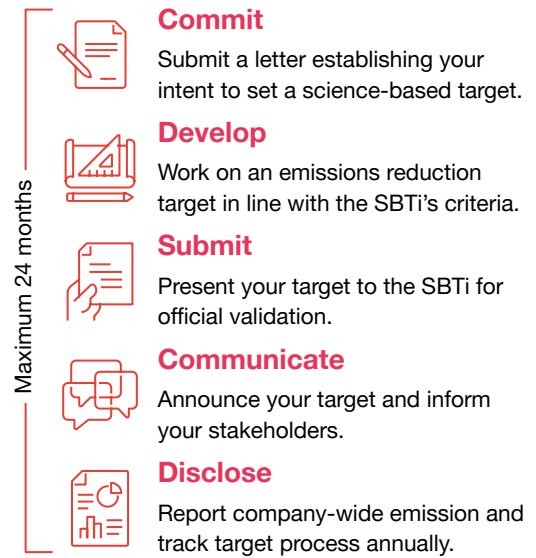 Maximum 24 months
Commit
Submit a letter establishing your
intent to set a science-based target.
Develop
Work on an emissions reduction
target in line with the SBTi’s criteria.
Submit
Present your target to the SBTi for
official validation.
Communicate
Announce your target and inform
your stakeholders.
Disclose
Report company-wide emission and
track target process annually.